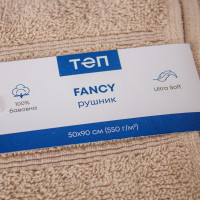 теп
FANCY
рушник
100%
бавовна
Ultra Soft
50x90 см (550 г/м²)